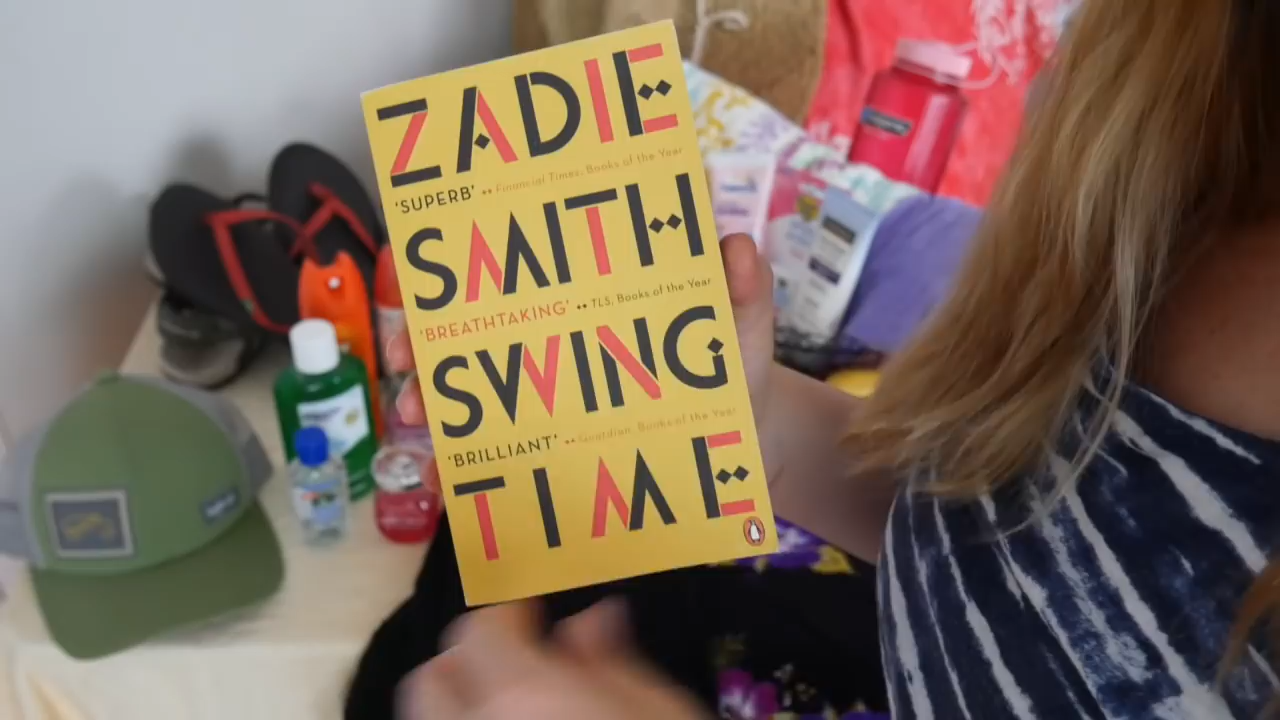 ZADIE
'SUPERB' •• Financial Times, Books of the Year
SMITH
'BREATHTAKING' •• TLS, Books of the Year
SWING
'BRILLIANT' •• Guardian, Books of the Year
TIME